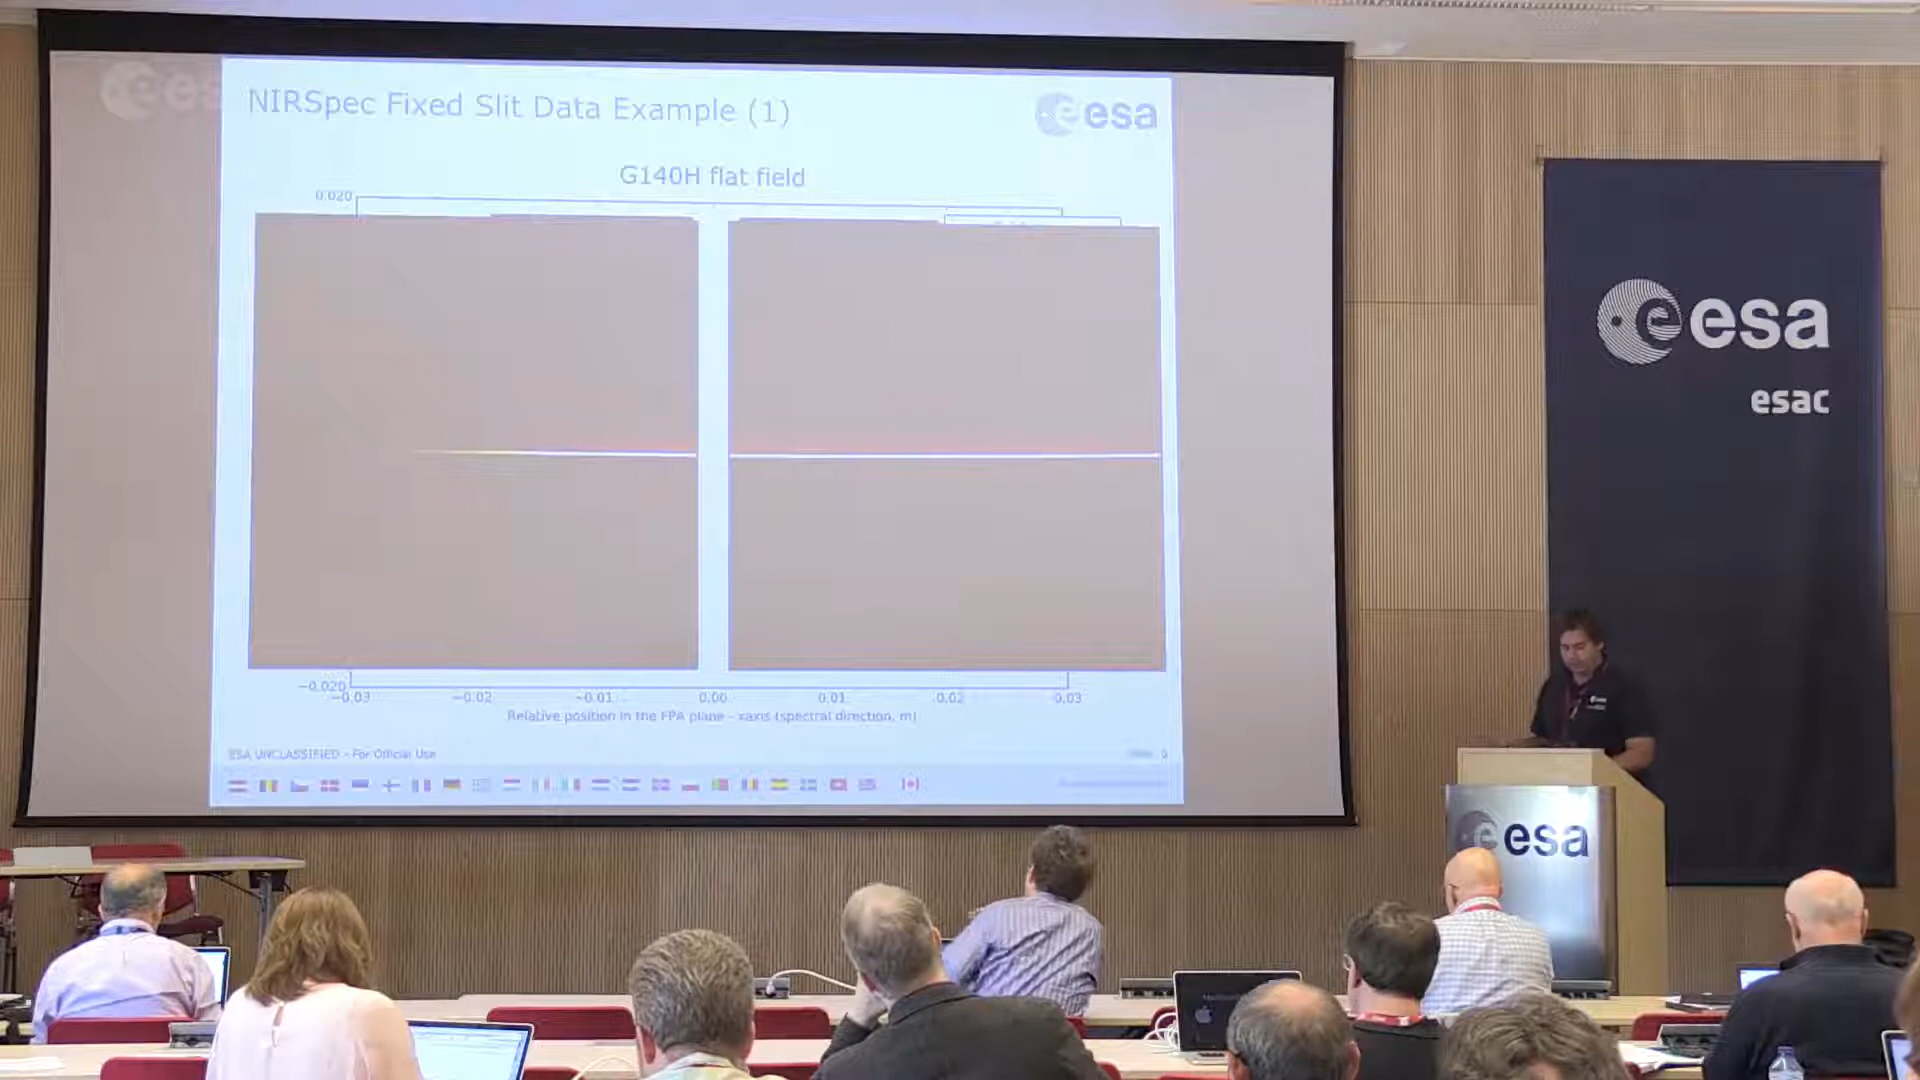 esa
NIRSpec Fixed Slit Data Example (1)
esa
G140H flat field
0.020
−0.020
−0.03 −0.02 −0.01 0.00 0.01 0.02 0.03
Relative position in the FPA plane - xaxis (spectral direction, m)
ESA UNCLASSIFIED - For Official Use
esa
esac
esa